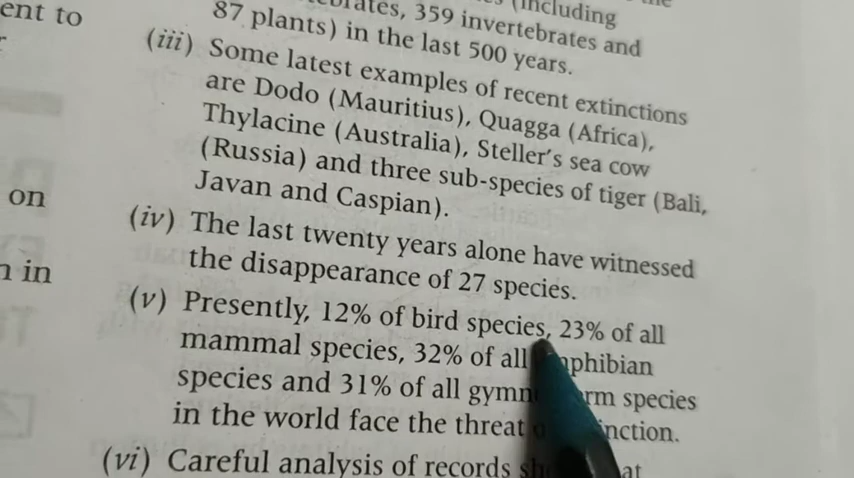 ent to
(including
87 plants) in the last 500 years.
359 invertebrates and
(iii) Some latest examples of recent extinctions
are Dodo (Mauritius), Quagga (Africa),
Thylacine (Australia), Steller's sea cow
(Russia) and three sub-species of tiger (Bali,
Javan and Caspian).
on
(iv) The last twenty years alone have witnessed
the disappearance of 27 species.
in
(v) Presently, 12% of bird species, 23% of all
mammal species, 32% of all
species and 31% of all species
in the world face the threat
(vi) Careful analysis of records